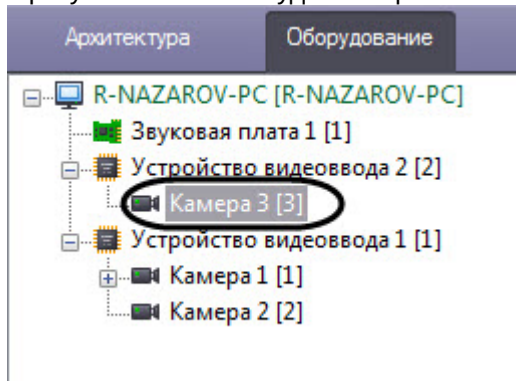 Архитектура Оборудование
R-NAZAROV-PC [R-NAZAROV-PC]
Звуковая плата 1 [1]
Устройство видеоввода 2 [2]
Камера 3 [3]
Устройство видеоввода 1 [1]
Камера 1 [1]
Камера 2 [2]